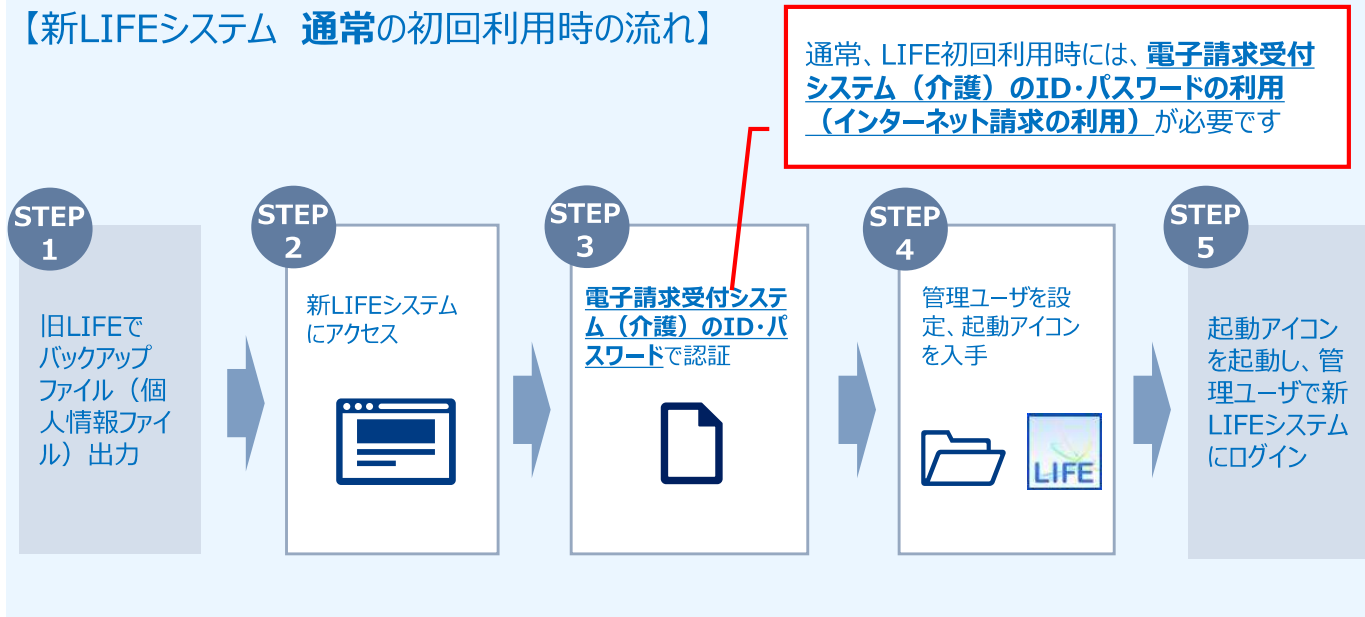 【新LIFEシステム 通常の初回利用時の流れ】
通常、LIFE初回利用時には、電子請求受付
システム（介護）のID・パスワードの利用
（インターネット請求の利用）が必要です
STEP
1
旧LIFEで
バックアップ
ファイル（個
人情報ファイ
ル）出力
STEP
2
新LIFEシステム
にアクセス
STEP
3
電子請求受付システ
ム（介護）のID・パ
スワードで認証
STEP
4
管理ユーザを設
定、起動アイコン
を入手
LIFE
STEP
5
起動アイコン
を起動し、管
理ユーザで新
LIFEシステム
にログイン